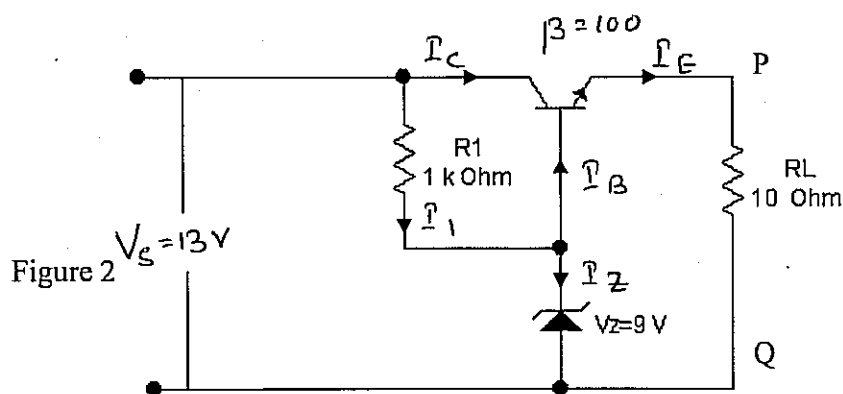 β=100
I_C
I_E
P
R1
1 k Ohm
I_B
RL
10 Ohm
I_1
V_S=13V
Figure 2
I_Z
Vz=9 V
Q